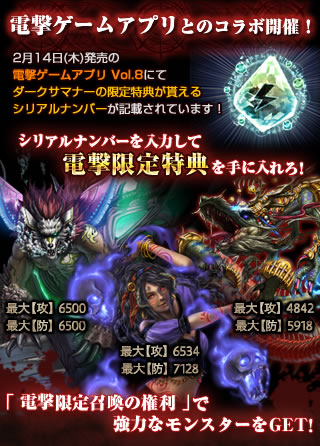 電撃ゲームアプリとのコラボ開催！
2月14日(木)発売の
電撃ゲームアプリ Vol.8にて
ダークサマナーの限定特典が貰える
シリアルナンバーが記載されています！
シリアルナンバーを入力して
電撃限定特典を手に入れろ!
最大【攻】 6500
最大【防】 6500
最大【攻】 4842
最大【防】 5918
最大【攻】 6534
最大【防】 7128
「電撃限定召喚の権利」で
強力なモンスターをGET!